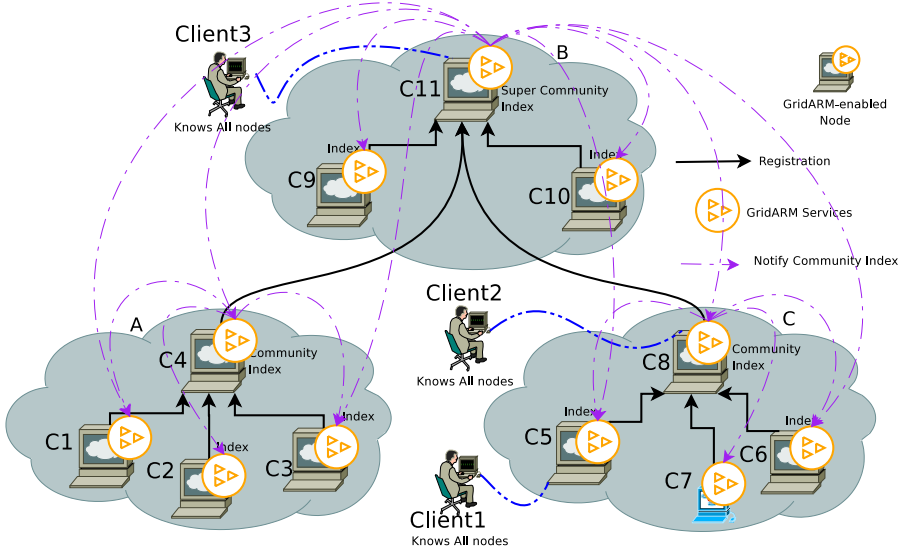 Client3
Knows All nodes
B
C11
Super Community
Index
GridARM-enabled
Node
Index
C9
Index
C10
Registration
GridARM Services
Notify Community Index
A
C4
Community
Index
Index
C1
Index
C2
Index
C3
Client2
Knows All nodes
C
C8
Community
Index
Index
C5
C7
Index
C6
Client1
Knows All nodes